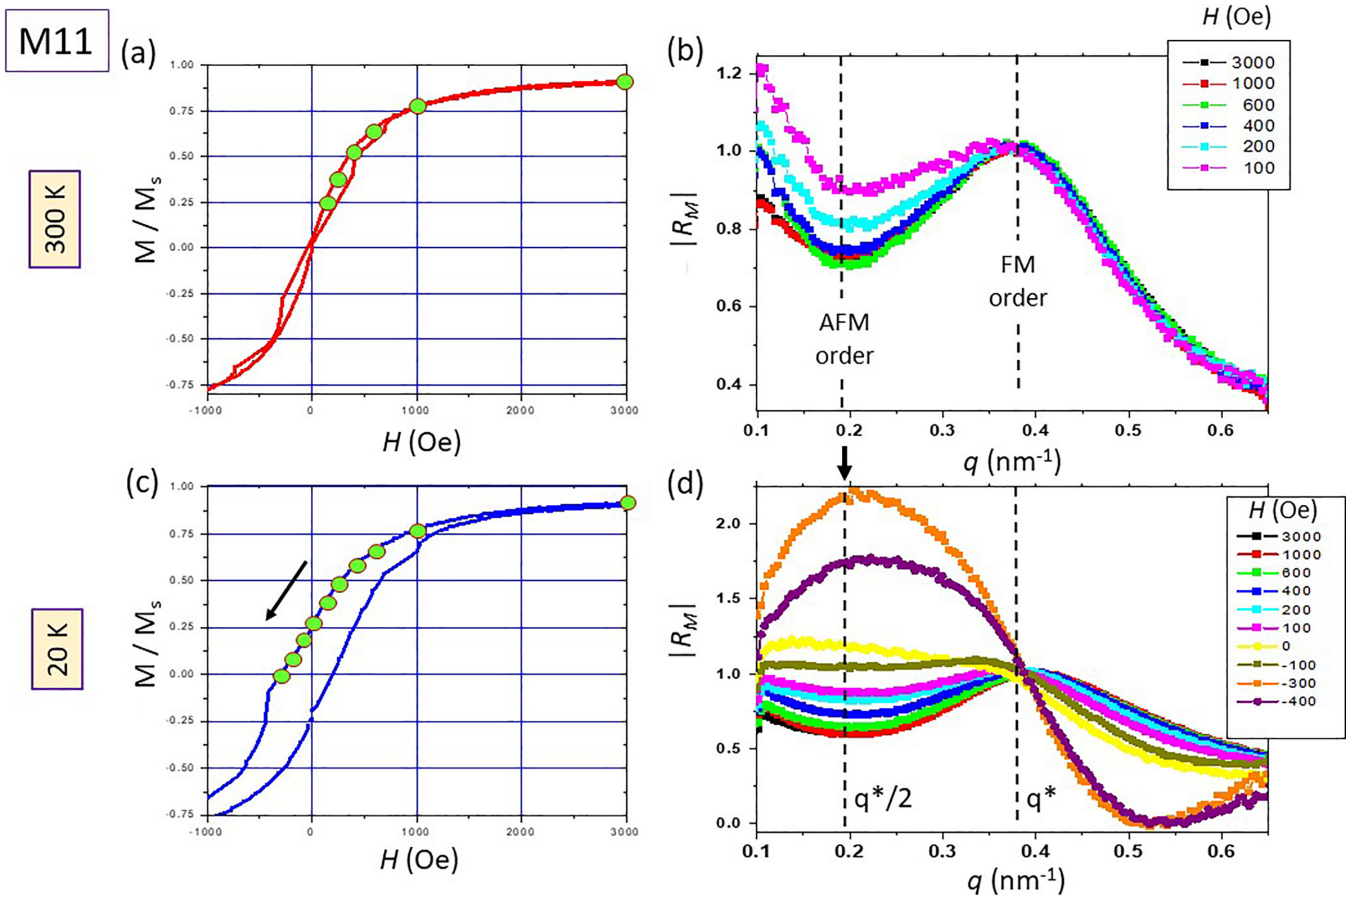 M11
(a)
300 K
M / Mₛ
1.00
0.75
0.50
0.25
0.00
-0.25
-0.50
-0.75
-1000 0 1000 2000 3000
H (Oe)
(b)
|R_M|
1.2
1.0
0.8
0.6
0.4
AFM
order
FM
order
0.1 0.2 0.3 0.4 0.5 0.6
q (nm⁻¹)
H (Oe)
3000
1000
600
400
200
100
(c)
20 K
M / Mₛ
1.00
0.75
0.50
0.25
0.00
-0.25
-0.50
-0.75
-1000 0 1000 2000 3000
H (Oe)
(d)
|R_M|
2.0
1.5
1.0
0.5
0.0
q*/2
q*
0.1 0.2 0.3 0.4 0.5 0.6
q (nm⁻¹)
H (Oe)
3000
1000
600
400
200
100
0
-100
-300
-400